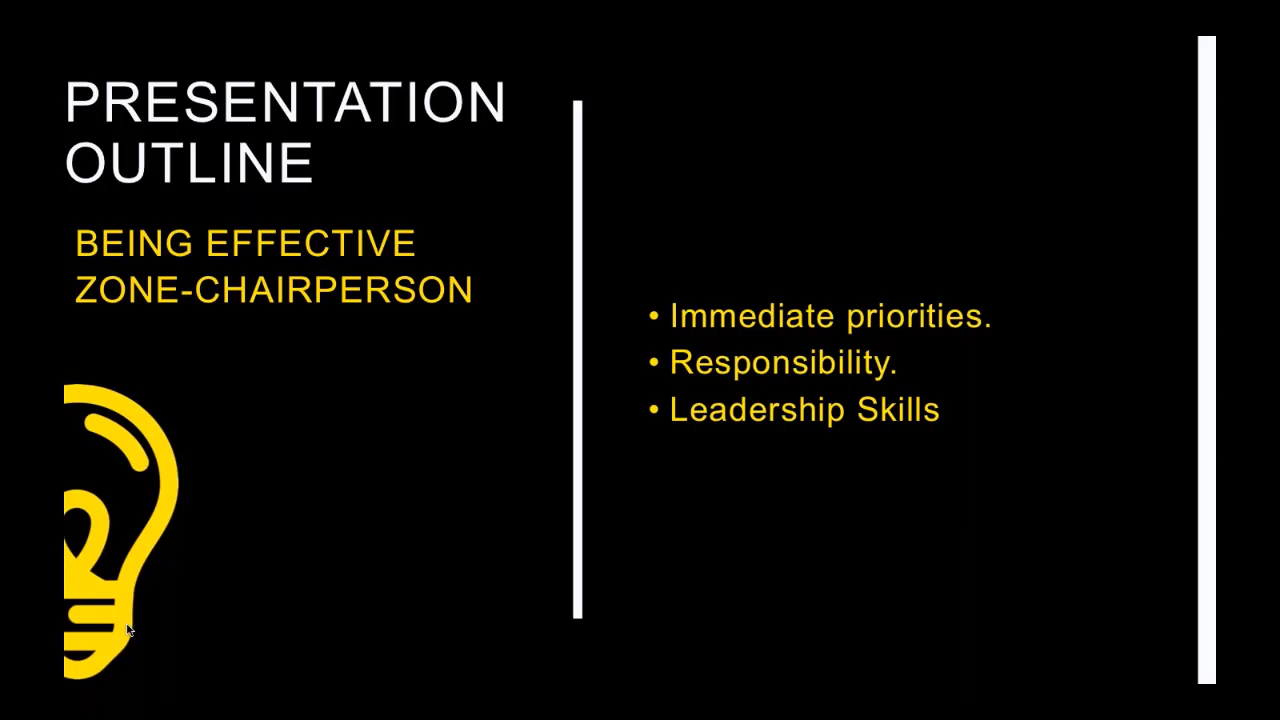 PRESENTATION
OUTLINE
BEING EFFECTIVE
ZONE-CHAIRPERSON
• Immediate priorities.
• Responsibility.
• Leadership Skills